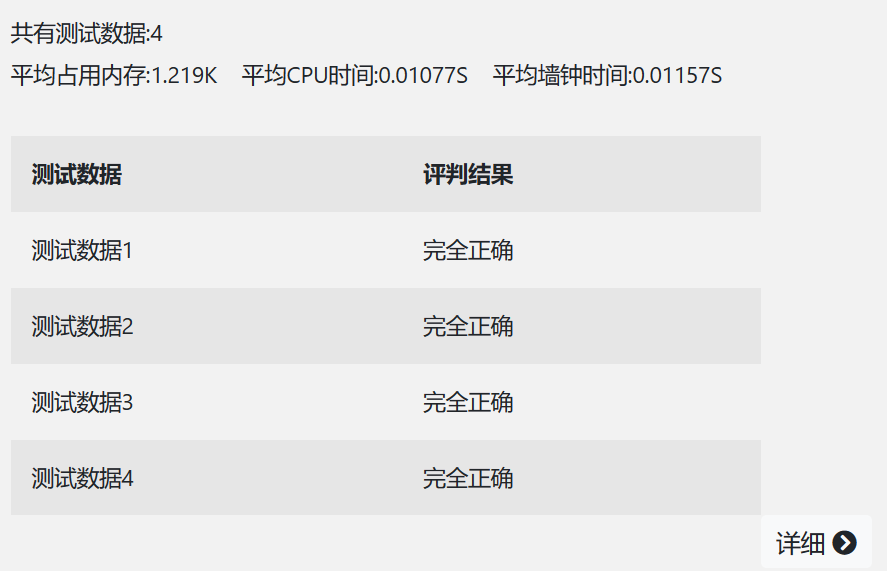 共有测试数据:4
平均占用内存:1.219K 平均CPU时间:0.01077S 平均墙钟时间:0.01157S
测试数据 评判结果
测试数据1 完全正确
测试数据2 完全正确
测试数据3 完全正确
测试数据4 完全正确
详细